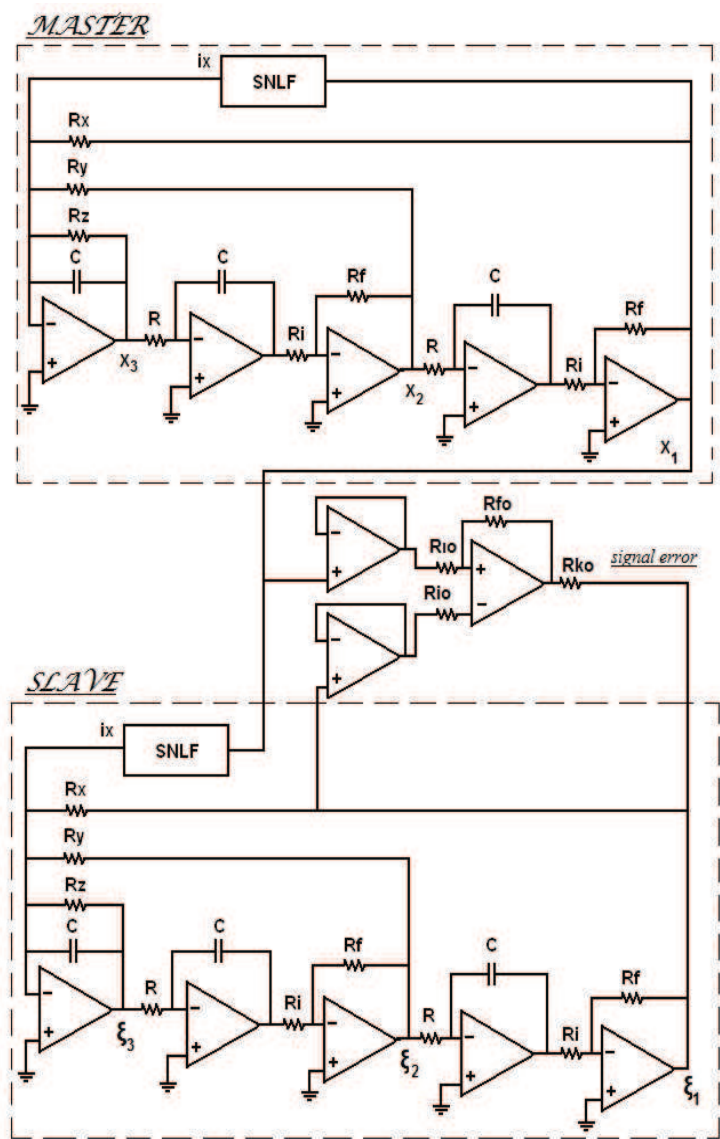 MASTER
ix
SNLF
Rx
Ry
Rz
C
C
Rf
C
Rf
R
Ri
R
Ri
X3
X2
X1
Rfo
Rıo
Rko
signal error
Rio
SLAVE
ix
SNLF
Rx
Ry
Rz
C
C
Rf
C
Rf
R
Ri
R
Ri
ξ3
ξ2
ξ1